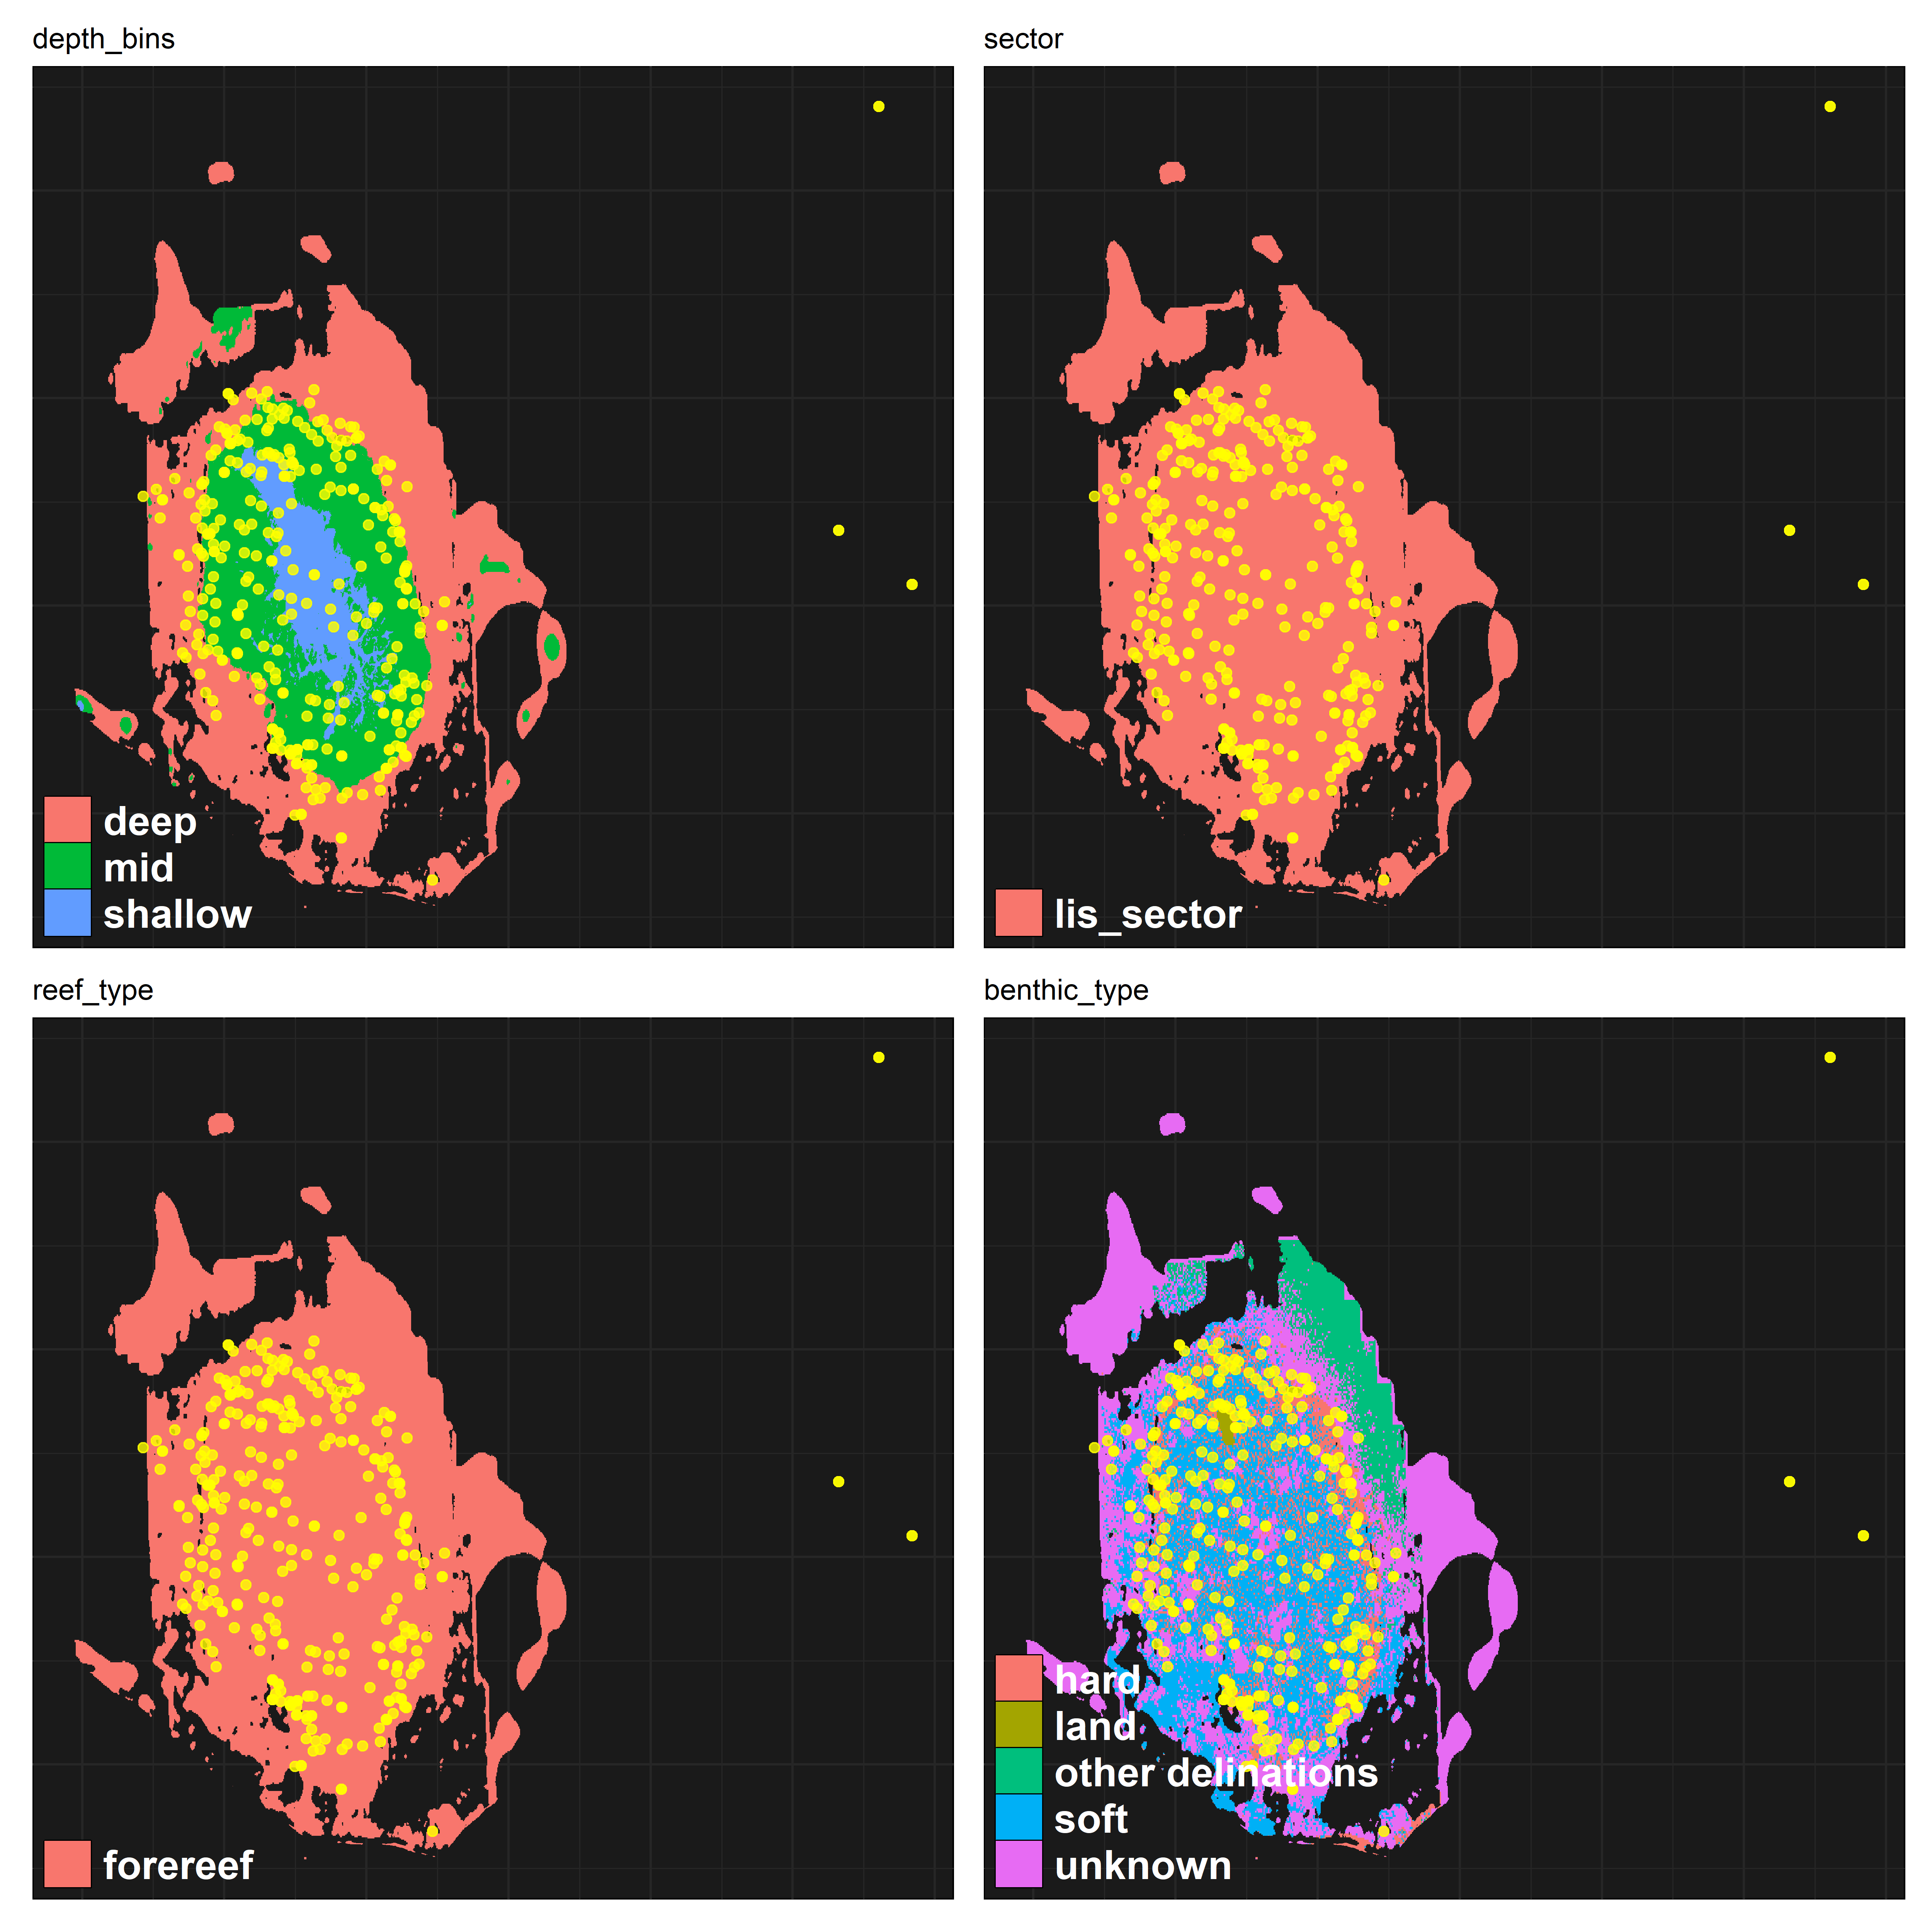 depth_bins
deep
mid
shallow
sector
lis_sector
reef_type
forereef
benthic_type
hard
land
other delinations
soft
unknown